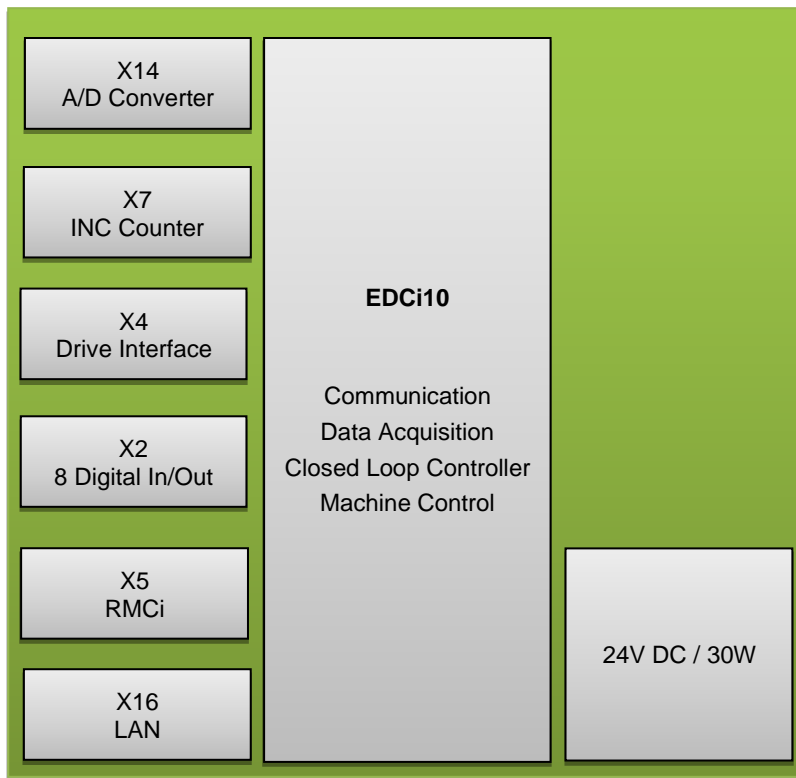 X14
A/D Converter
X7
INC Counter
X4
Drive Interface
X2
8 Digital In/Out
X5
RMCi
X16
LAN
EDCi10
Communication
Data Acquisition
Closed Loop Controller
Machine Control
24V DC / 30W